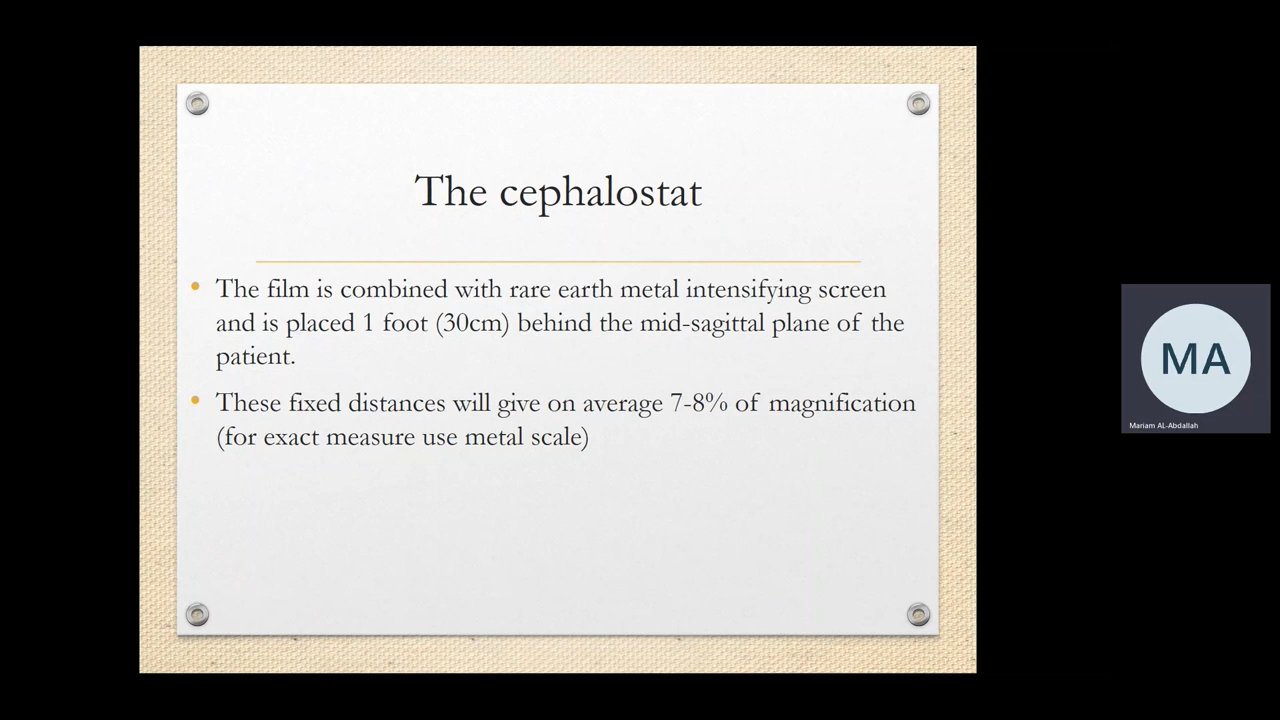 The cephalostat
The film is combined with rare earth metal intensifying screen
and is placed 1 foot (30cm) behind the mid-sagittal plane of the
patient.
These fixed distances will give on average 7-8% of magnification
(for exact measure use metal scale)
MA
Mariam AL-Abdallah